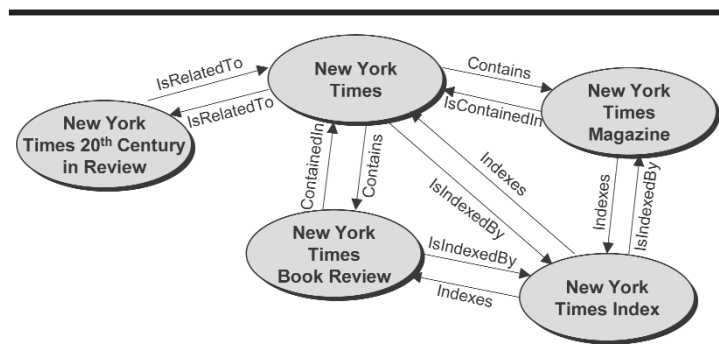 IsRelatedTo
New York
Times
Contains
New York
Times
Magazine
IsContainedIn
IsRelatedTo
New York
Times 20th Century
in Review
ContainedIn
Contains
IsIndexedBy
Indexes
Indexes
IsIndexedBy
New York
Times
Book Review
IsIndexedBy
Indexes
New York
Times Index